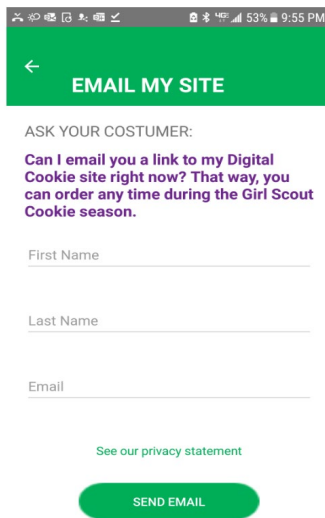 4G 53% 9:55 PM
EMAIL MY SITE
ASK YOUR COSTUMER:
Can I email you a link to my Digital
Cookie site right now? That way, you
can order any time during the Girl Scout
Cookie season.
First Name
Last Name
Email
See our privacy statement
SEND EMAIL